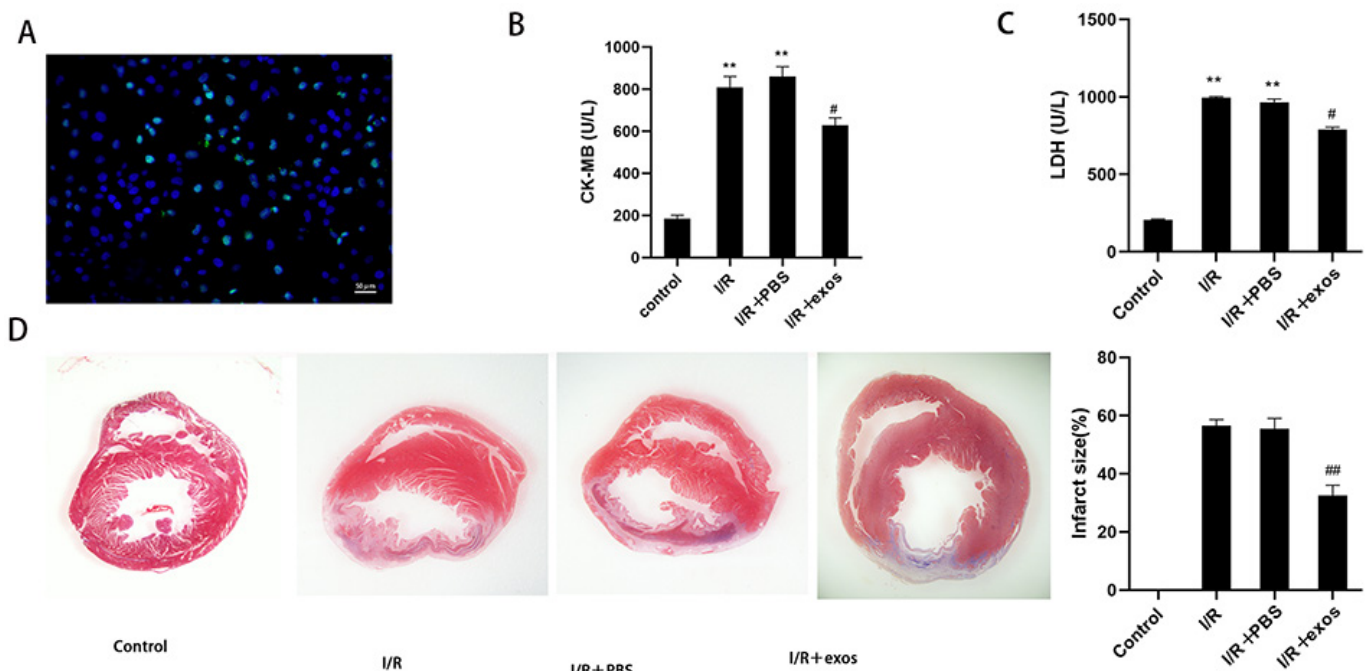 A
50 μm
B
CK-MB (U/L)
1000
800
600
400
200
0
**
**
#
control
I/R
I/R+PBS
I/R+exos
C
LDH (U/L)
1500
1000
500
0
**
**
#
Control
I/R
I/R+PBS
I/R+exos
D
Control
I/R
I/R+PBS
I/R+exos
Infarct size(%)
80
60
40
20
0
##
Control
I/R
I/R+PBS
I/R+exos